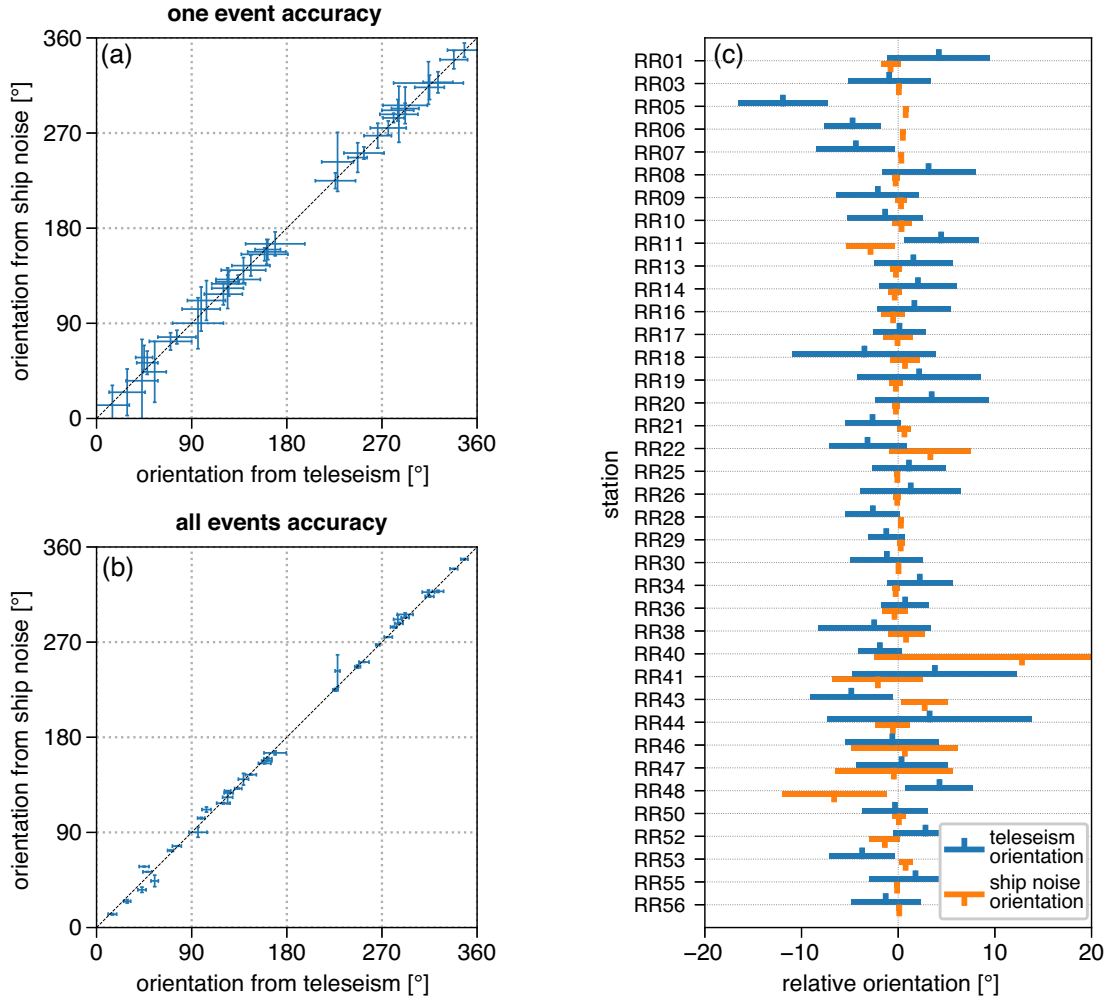 one event accuracy
(a)
360
270
180
90
0
0 90 180 270 360
orientation from ship noise [°]
orientation from teleseism [°]
all events accuracy
(b)
360
270
180
90
0
0 90 180 270 360
orientation from ship noise [°]
orientation from teleseism [°]
(c)
station
RR01
RR03
RR05
RR06
RR07
RR08
RR09
RR10
RR11
RR13
RR14
RR16
RR17
RR18
RR19
RR20
RR21
RR22
RR25
RR26
RR28
RR29
RR30
RR34
RR36
RR38
RR40
RR41
RR43
RR44
RR46
RR47
RR48
RR50
RR52
RR53
RR55
RR56
teleseism
orientation
ship noise
orientation
−20 −10 0 10 20
relative orientation [°]